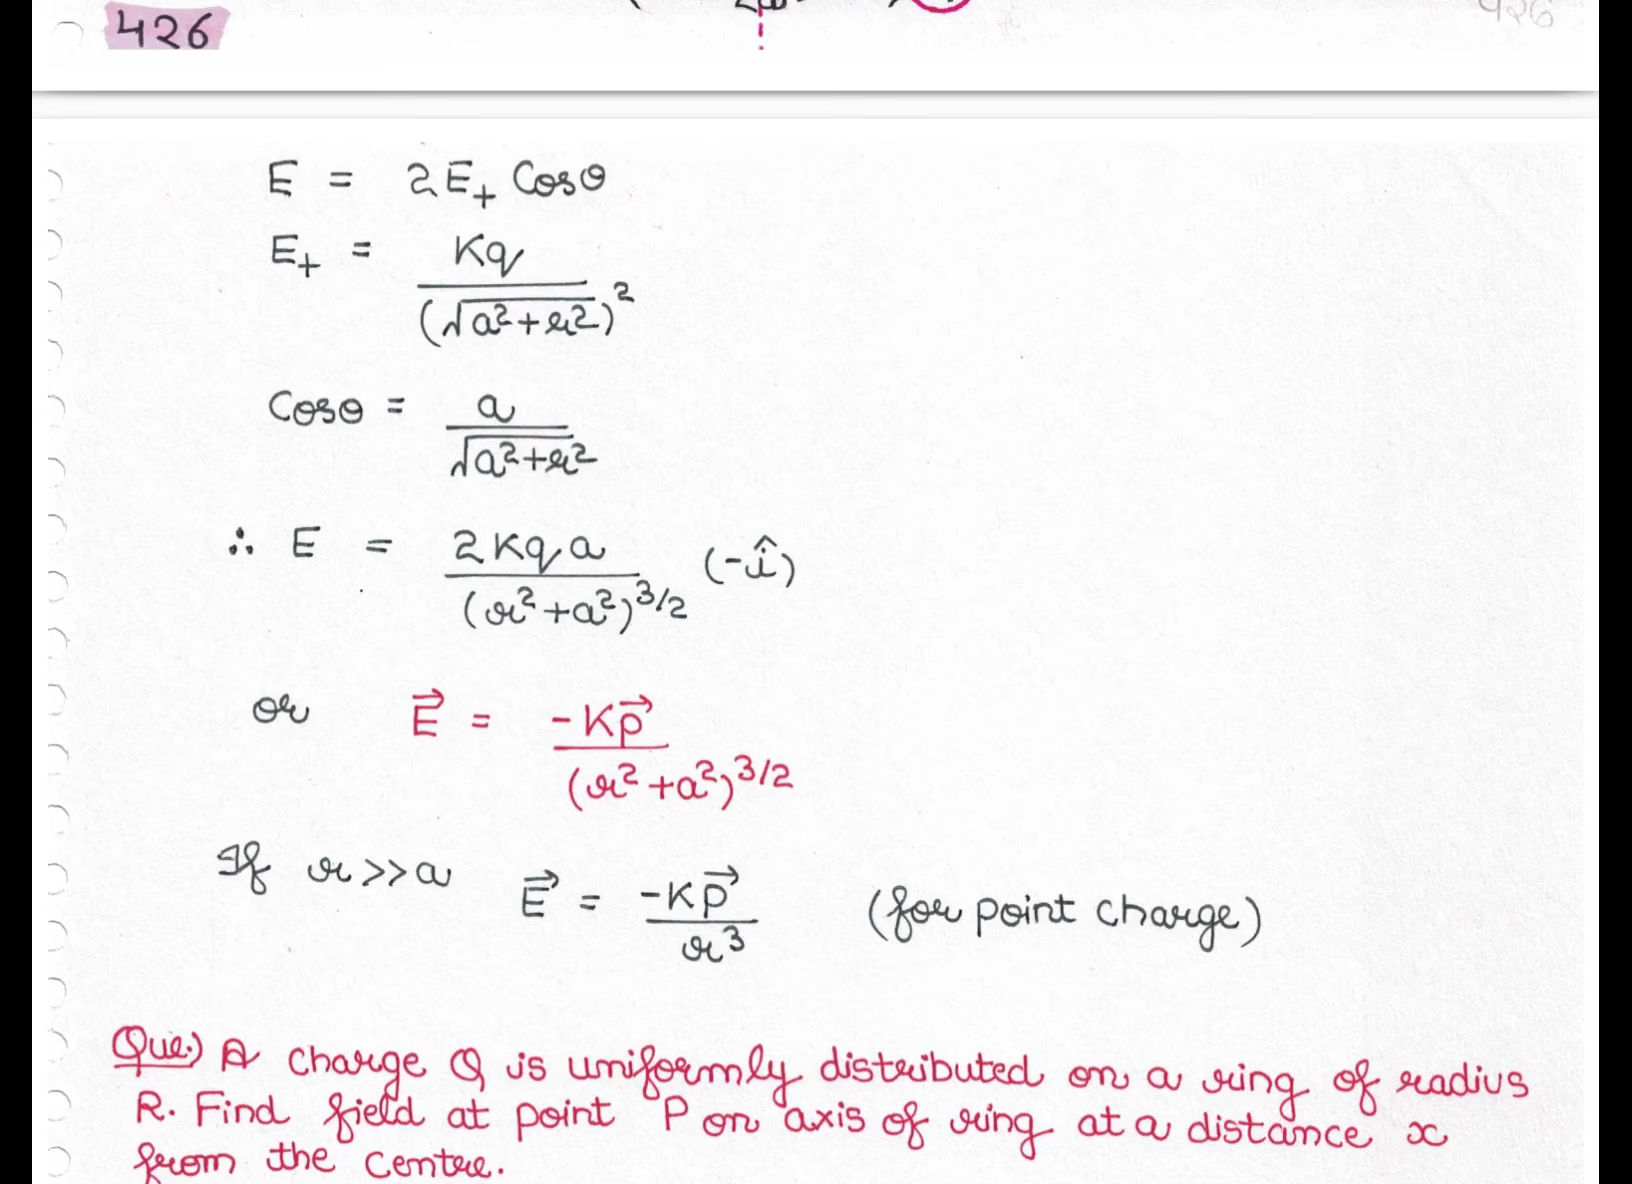 426
426
E = 2E₊ Cosθ
E₊ = Kq / (√a²+r²)²
Cosθ = a / √a²+r²
∴ E = 2Kqa / (r²+a²)^3/2 (-î)
or E⃗ = -Kp⃗ / (r²+a²)^3/2
If r>>a E⃗ = -Kp⃗ / r³ (for point charge)
Que.) A charge Q is uniformly distributed on a ring of radius
R. Find field at point P on axis of ring at a distance x
from the centre.